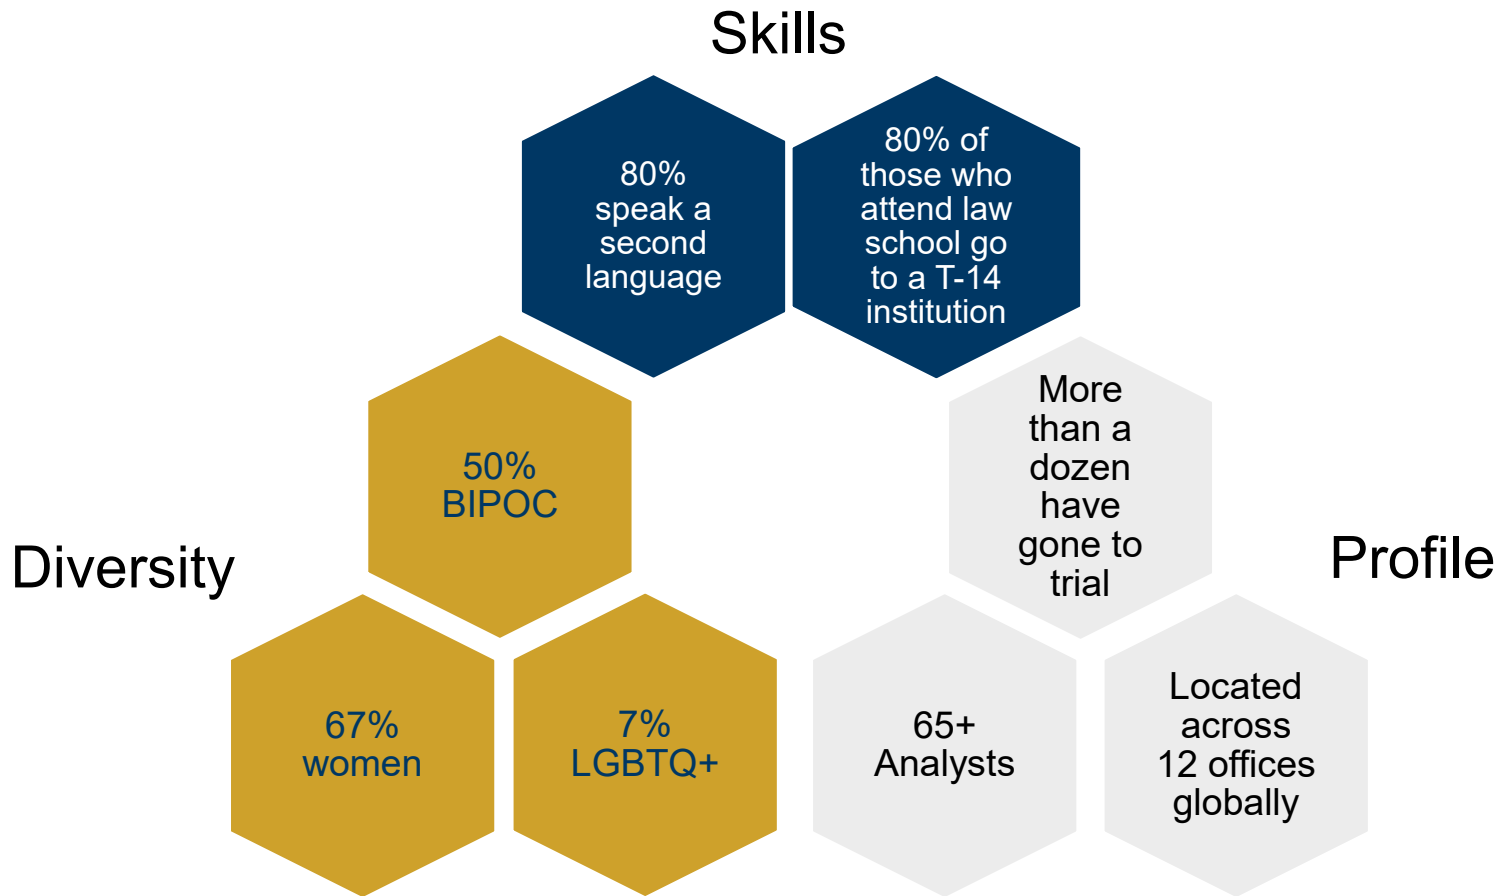 Skills
80%
speak a
second
language
80% of
those who
attend law
school go
to a T-14
institution
Diversity
50%
BIPOC
67%
women
7%
LGBTQ+
Profile
More
than a
dozen
have
gone to
trial
65+
Analysts
Located
across
12 offices
globally